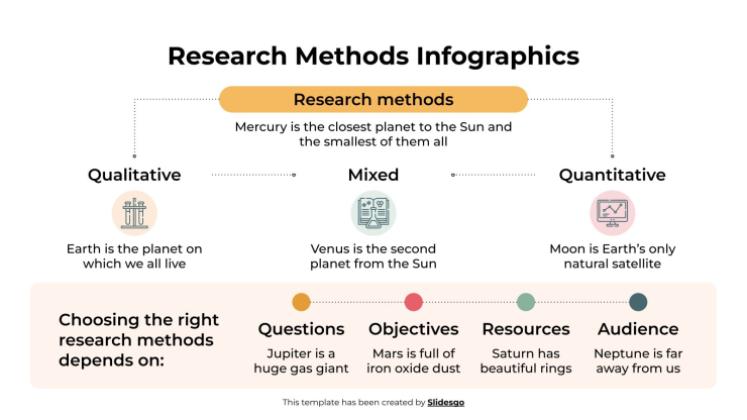 Research Methods Infographics
Research methods
Mercury is the closest planet to the Sun and
the smallest of them all
Qualitative
Mixed
Quantitative
Earth is the planet on
which we all live
Venus is the second
planet from the Sun
Moon is Earth's only
natural satellite
Choosing the right
research methods
depends on:
Questions
Objectives
Resources
Audience
Jupiter is a
huge gas giant
Mars is full of
iron oxide dust
Saturn has
beautiful rings
Neptune is far
away from us
This template has been created by Slidesgo